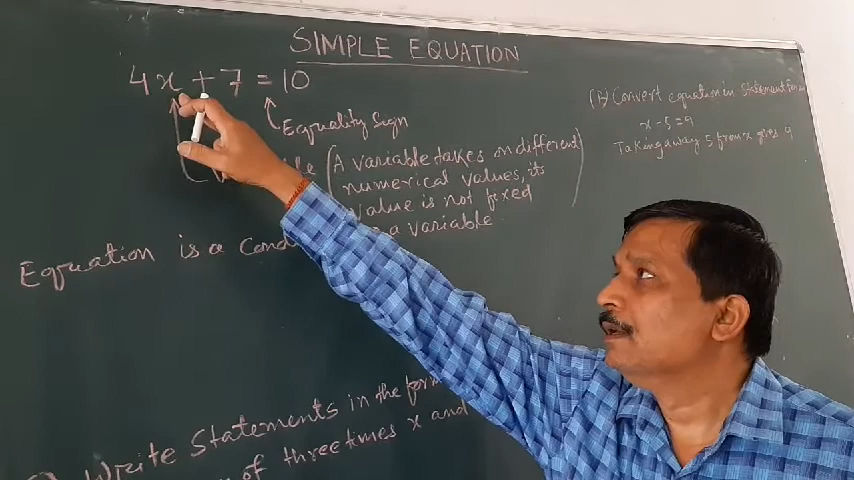 SIMPLE EQUATION
4x + 7 = 10
Equality Sign
(A variable takes on different
numerical values, its
value is not fixed
a variable)
Equation is a Cond
Write Statements in the form
of three times x and
Convert equation in Statement Form
x - 5 = 9
Taking away 5 from x gives 9